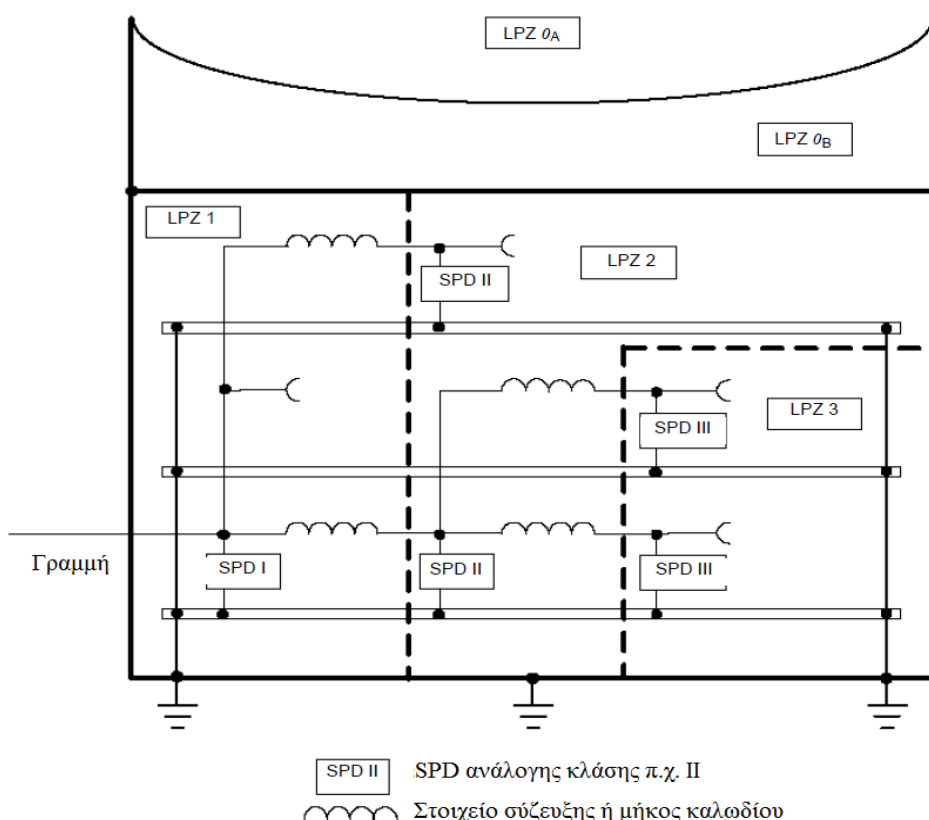 LPZ 0A
LPZ 0B
LPZ 1
LPZ 2
SPD II
LPZ 3
SPD III
Γραμμή
SPD I
SPD II
SPD III
SPD II SPD ανάλογης κλάσης π.χ. II
Στοιχείο σύζευξης ή μήκος καλωδίου